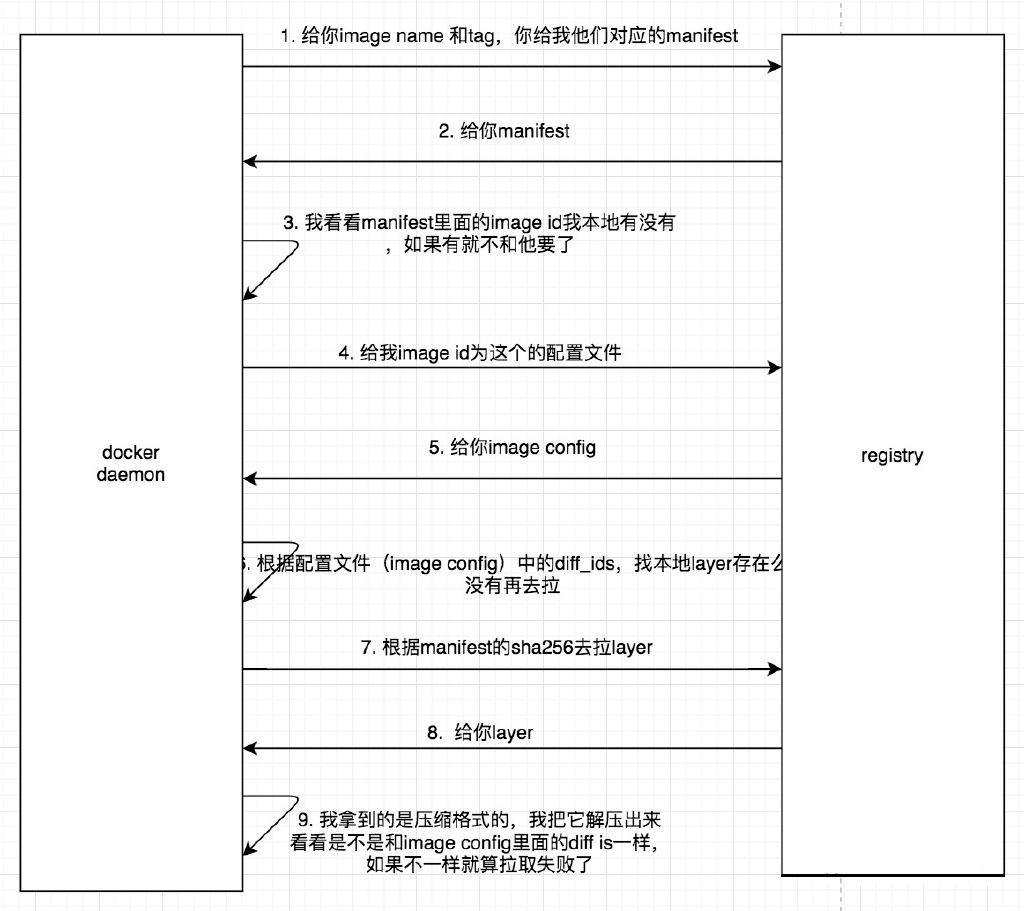 1. 给你image name 和tag，你给我他们对应的manifest
2. 给你manifest
3. 我看看manifest里面的image id我本地有没有
，如果有就不和他要了
4. 给我image id为这个的配置文件
docker
daemon
5. 给你image config
registry
6. 根据配置文件（image config）中的diff_ids，找本地layer存在么
没有再去拉
7. 根据manifest的sha256去拉layer
8. 给你layer
9. 我拿到的是压缩格式的，我把它解压出来
看看是不是和image config里面的diff is一样，
如果不一样就算拉取失败了